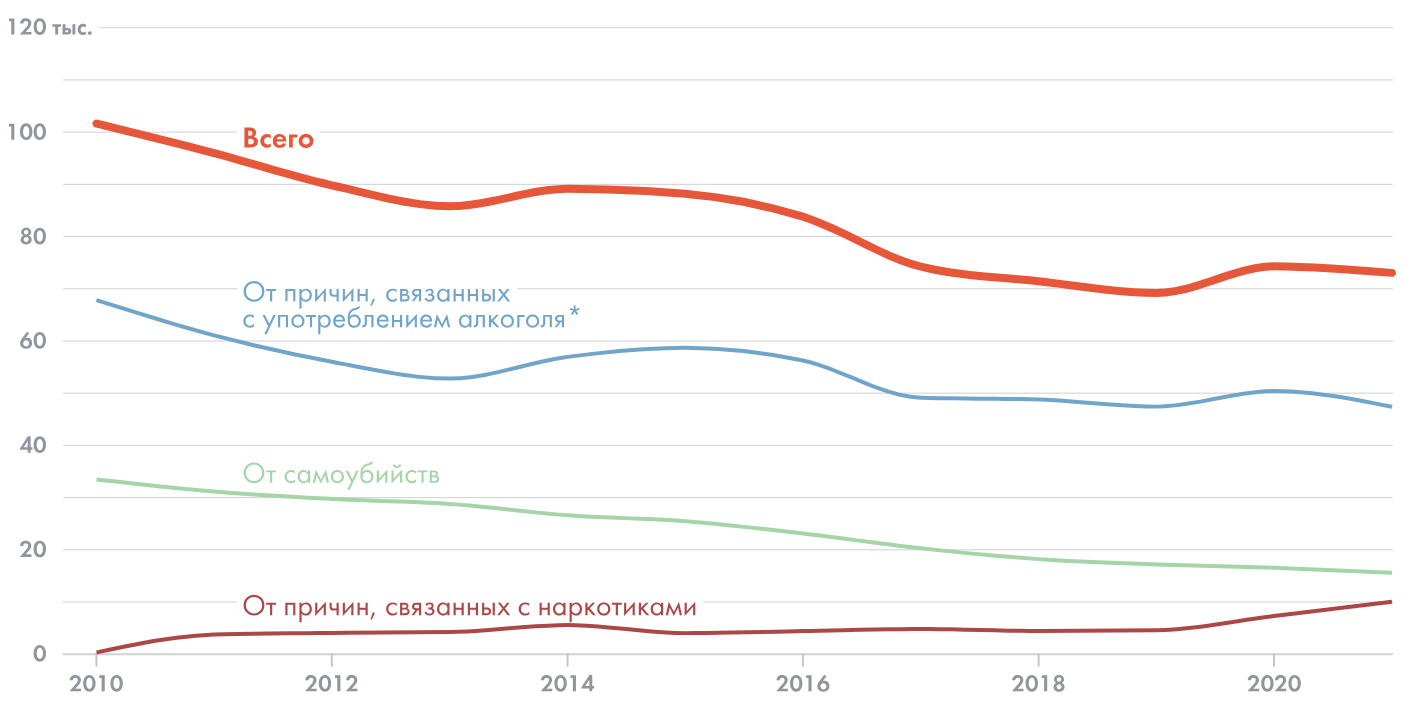 120 тыс.
100
Всего
80
От причин, связанных
с употреблением алкоголя*
60
40
От самоубийств
20
От причин, связанных с наркотиками
0
2010 2012 2014 2016 2018 2020